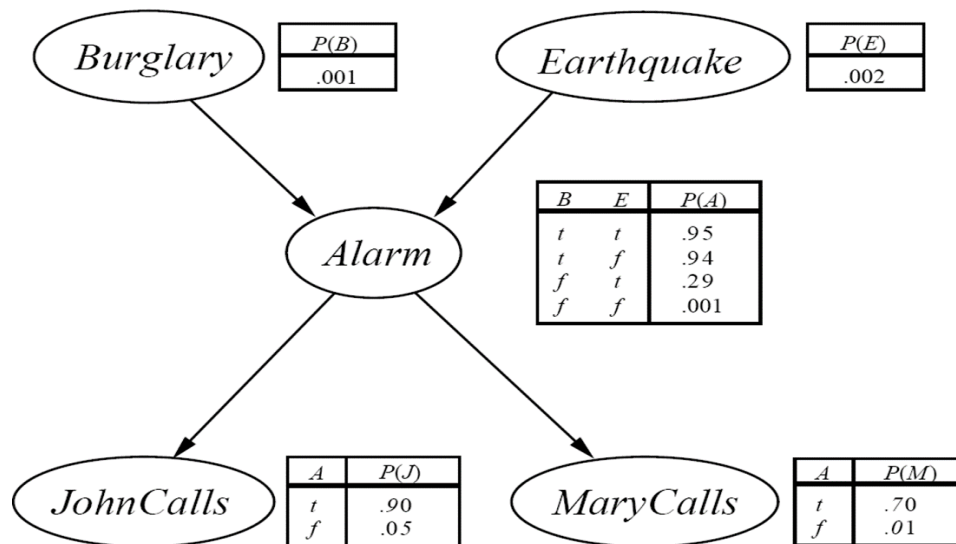 Burglary
P(B)
.001
Earthquake
P(E)
.002
Alarm
B E P(A)
t t .95
t f .94
f t .29
f f .001
JohnCalls
A P(J)
t .90
f .05
MaryCalls
A P(M)
t .70
f .01